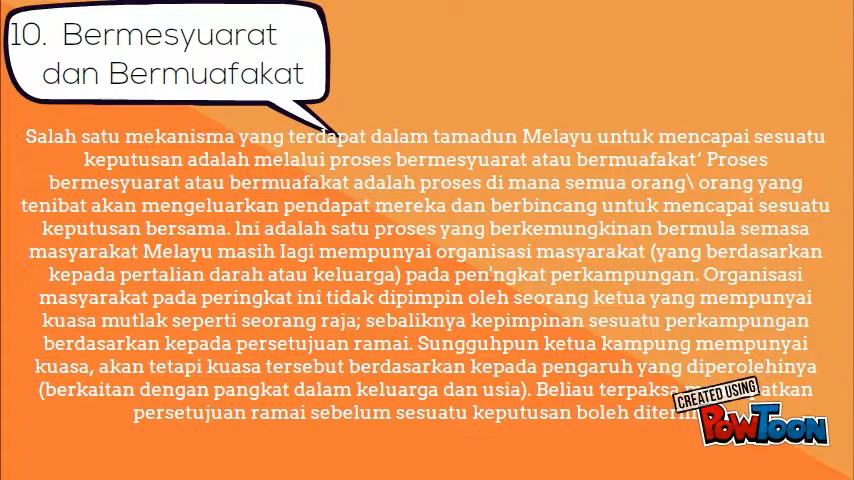 10. Bermesyuarat
dan Bermuafakat
Salah satu mekanisma yang terdapat dalam tamadun Melayu untuk mencapai sesuatu
keputusan adalah melalui proses bermesyuarat atau bermuafakat’ Proses
bermesyuarat atau bermuafakat adalah proses di mana semua orang\ orang yang
tenibat akan mengeluarkan pendapat mereka dan berbincang untuk mencapai sesuatu
keputusan bersama. Ini adalah satu proses yang berkemungkinan bermula semasa
masyarakat Melayu masih Iagi mempunyai organisasi masyarakat (yang berdasarkan
kepada pertalian darah atau keluarga) pada pen'ngkat perkampungan. Organisasi
masyarakat pada peringkat ini tidak dipimpin oleh seorang ketua yang mempunyai
kuasa mutlak seperti seorang raja; sebaliknya kepimpinan sesuatu perkampungan
berdasarkan kepada persetujuan ramai. Sungguhpun ketua kampung mempunyai
kuasa, akan tetapi kuasa tersebut berdasarkan kepada pengaruh yang diperolehinya
(berkaitan dengan pangkat dalam keluarga dan usia). Beliau terpaksa
persetujuan ramai sebelum sesuatu keputusan boleh
CREATED USING
POWTOON